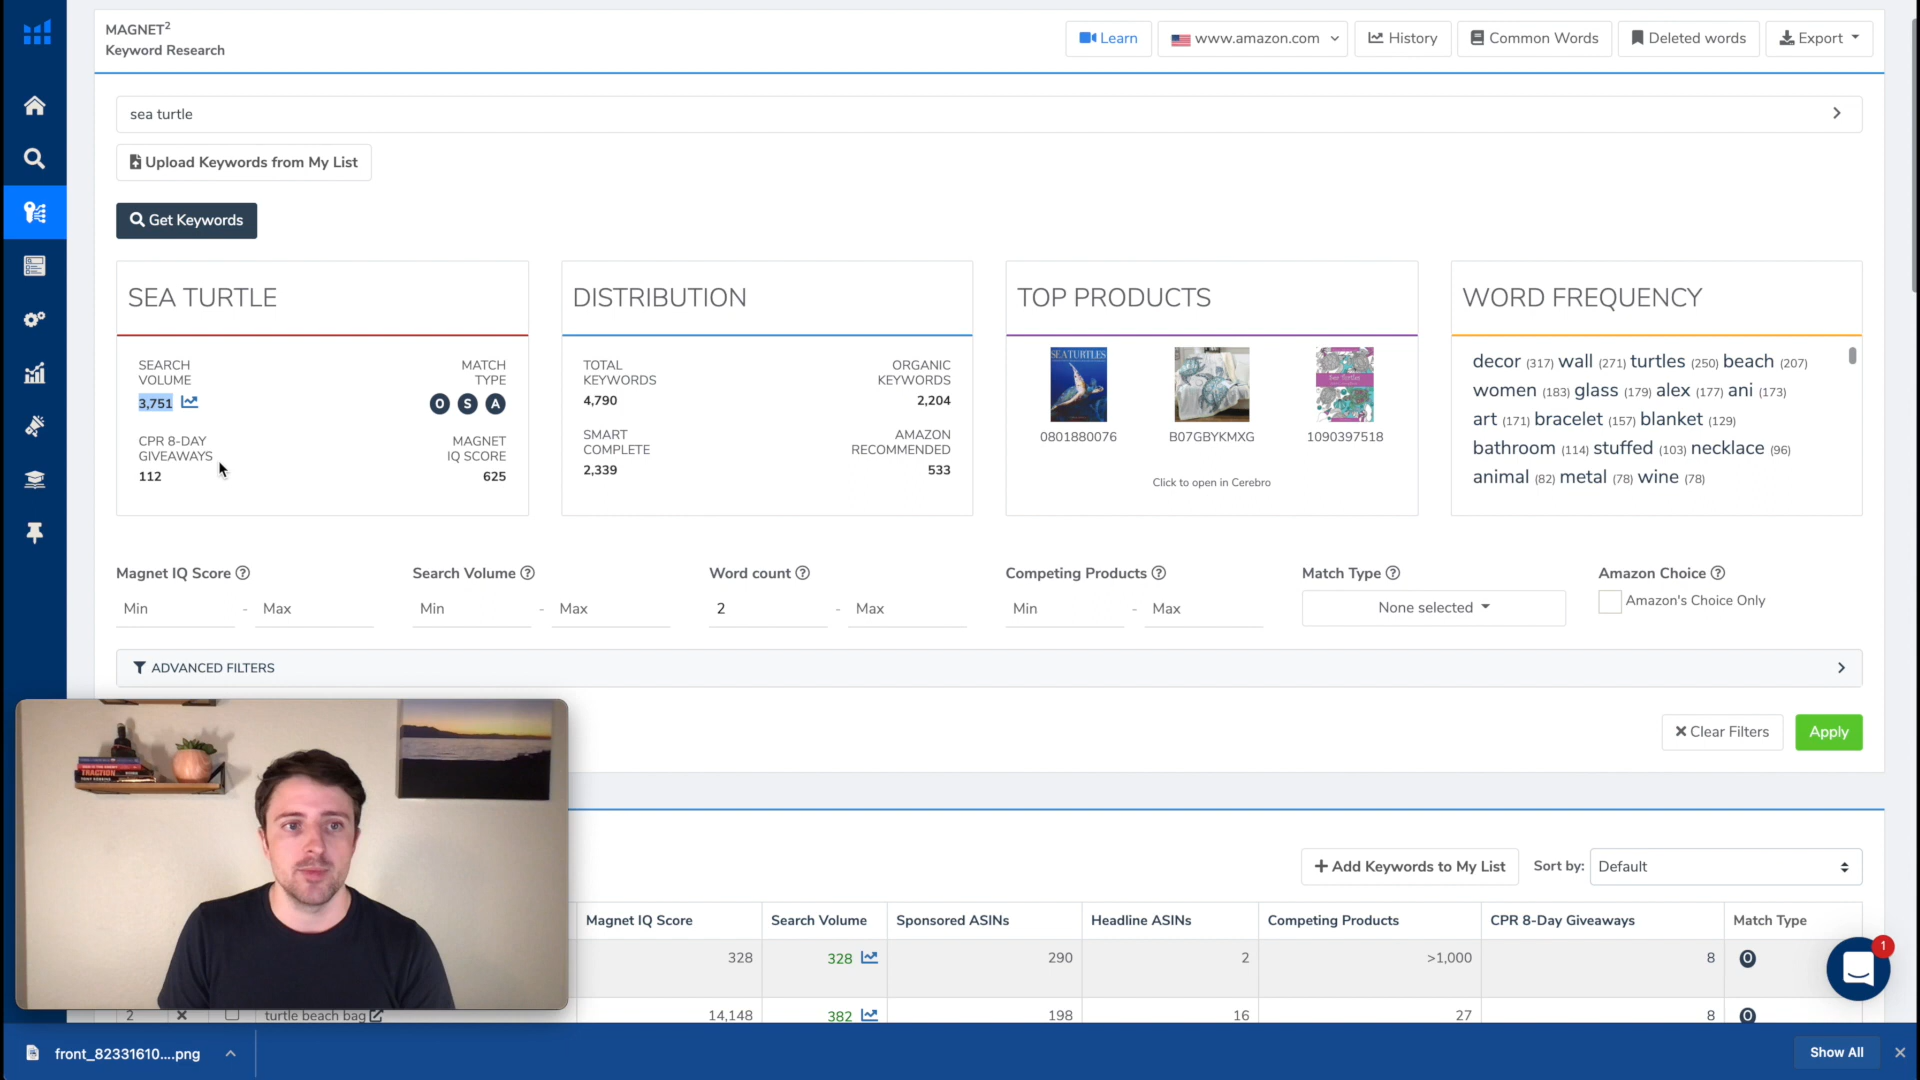 MAGNET2
Keyword Research
Learn
www.amazon.com
History
Common Words
Deleted words
Export
sea turtle
Upload Keywords from My List
Get Keywords
SEA TURTLE
SEARCH VOLUME
3,751
MATCH TYPE
O S A
CPR 8-DAY GIVEAWAYS
112
MAGNET IQ SCORE
625
DISTRIBUTION
TOTAL KEYWORDS
4,790
ORGANIC KEYWORDS
2,204
SMART COMPLETE
2,339
AMAZON RECOMMENDED
533
TOP PRODUCTS
SEA TURTLES
Sea Turtle
0801880076
B07GBYKMXG
1090397518
Click to open in Cerebro
WORD FREQUENCY
decor (317) wall (271) turtles (250) beach (207)
women (183) glass (179) alex (177) ani (173)
art (171) bracelet (157) blanket (129)
bathroom (114) stuffed (103) necklace (96)
animal (82) metal (78) wine (78)
Magnet IQ Score
Min - Max
Search Volume
Min - Max
Word count
2 - Max
Competing Products
Min - Max
Match Type
None selected
Amazon Choice
Amazon's Choice Only
ADVANCED FILTERS
Clear Filters
Apply
TRACTION
Add Keywords to My List
Sort by:
Default
Magnet IQ Score
Search Volume
Sponsored ASINs
Headline ASINs
Competing Products
CPR 8-Day Giveaways
Match Type
328 328 290 2 >1,000 8 O
2 turtle beach bag 14,148 382 198 16 27 8 O
1
front_82331610....png
Show All